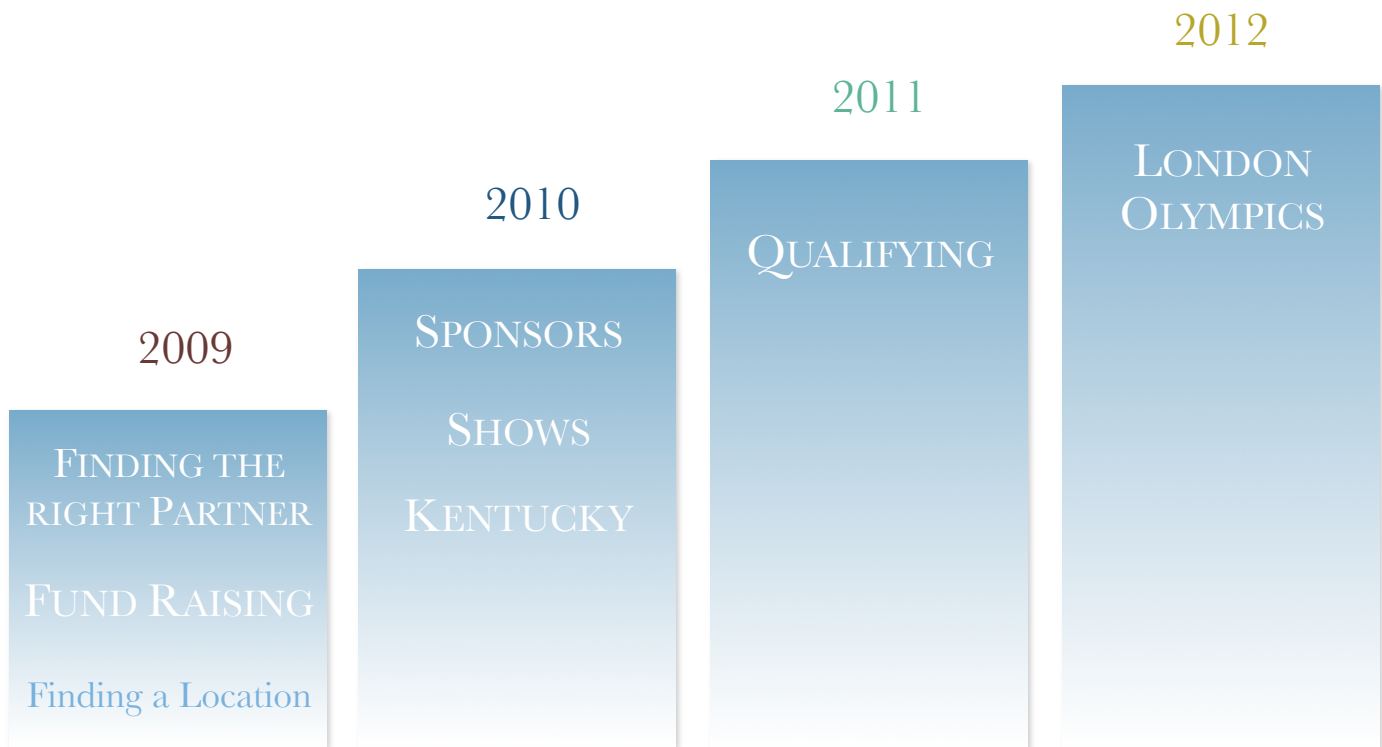 2009
Finding the
right Partner
Fund Raising
Finding a Location
2010
Sponsors
Shows
Kentucky
2011
Qualifying
2012
London
Olympics